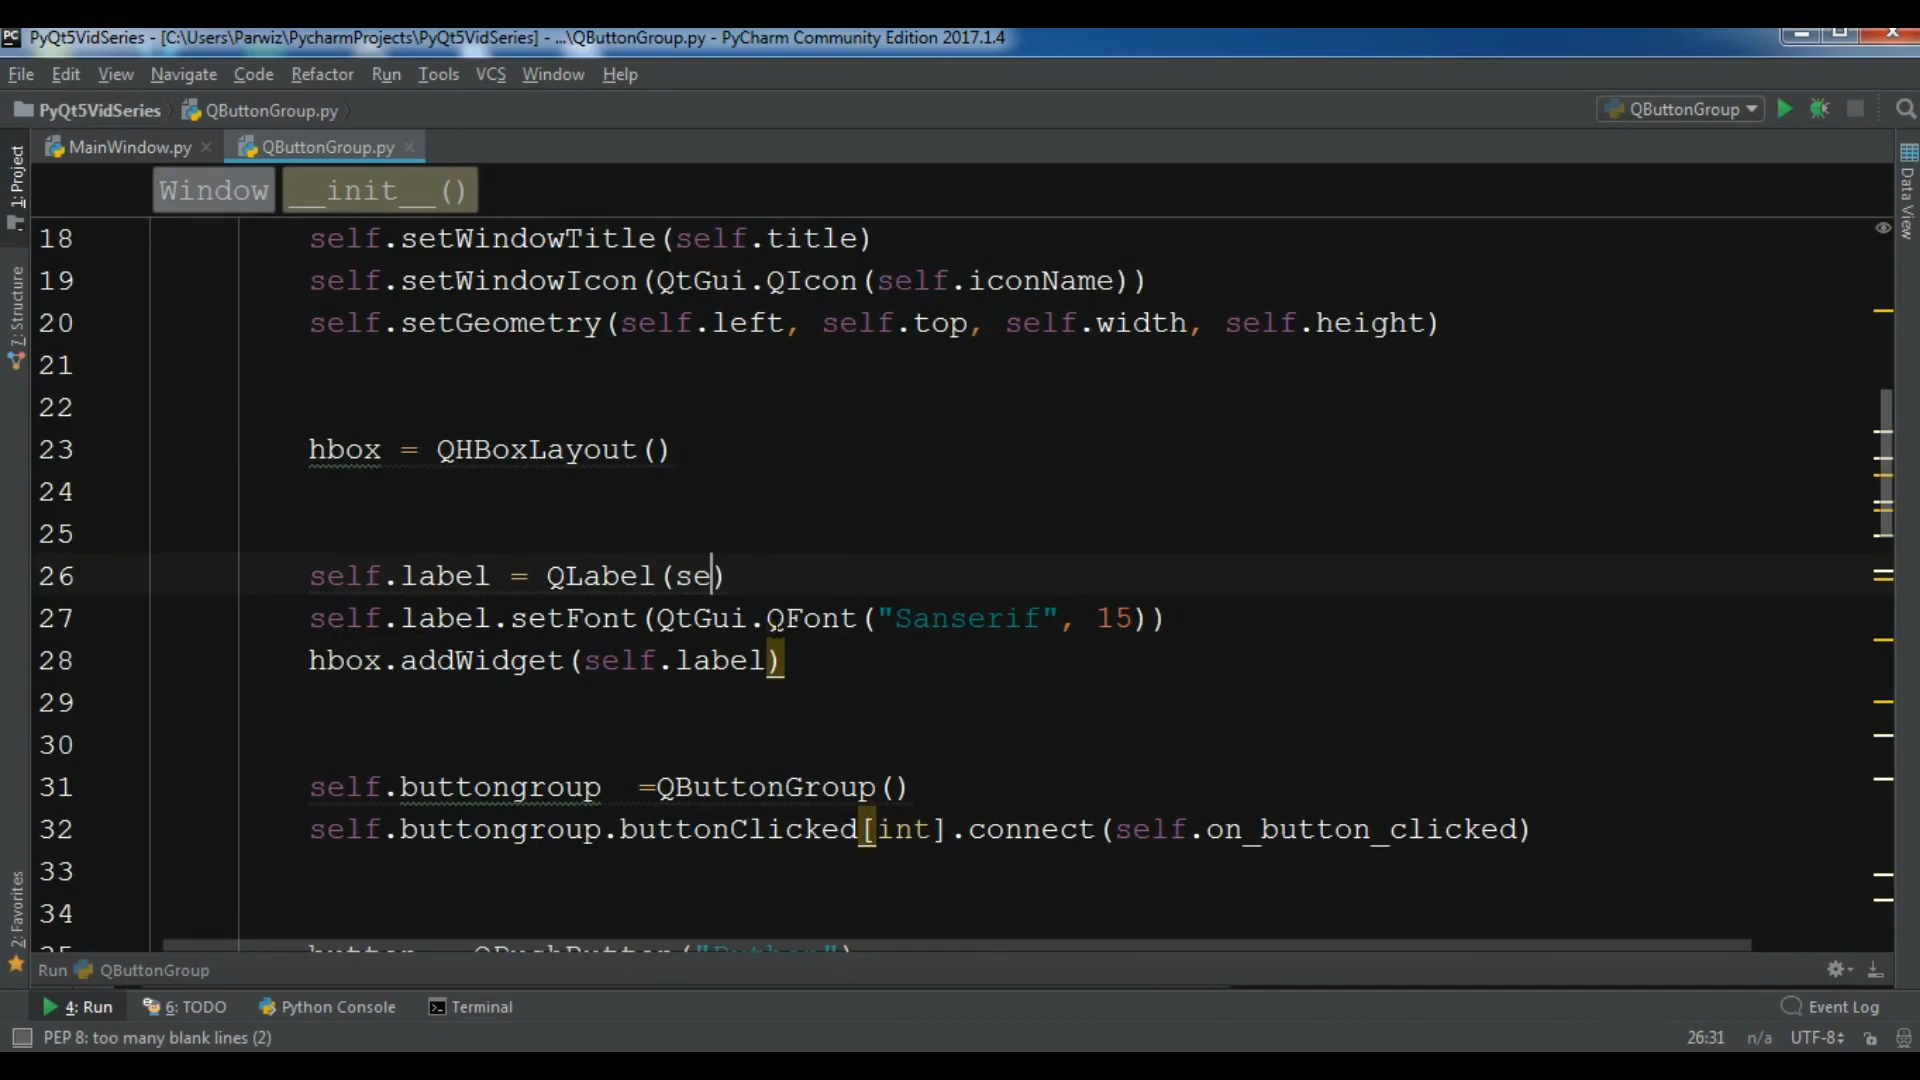 PC PyQt5VidSeries - [C:\Users\Parwiz\PycharmProjects\PyQt5VidSeries] - ...\QButtonGroup.py - PyCharm Community Edition 2017.1.4
File Edit View Navigate Code Refactor Run Tools VCS Window Help
PyQt5VidSeries QButtonGroup.py QButtonGroup
MainWindow.py QButtonGroup.py
1: Project
7: Structure
2: Favorites
Data View
Window __init__()
18 self.setWindowTitle(self.title)
19 self.setWindowIcon(QtGui.QIcon(self.iconName))
20 self.setGeometry(self.left, self.top, self.width, self.height)
21
22
23 hbox = QHBoxLayout()
24
25
26 self.label = QLabel(se)
27 self.label.setFont(QtGui.QFont("Sanserif", 15))
28 hbox.addWidget(self.label)
29
30
31 self.buttongroup  =QButtonGroup()
32 self.buttongroup.buttonClicked[int].connect(self.on_button_clicked)
33
34
35 button = QPushButton("Python")
Run QButtonGroup
4: Run 6: TODO Python Console Terminal Event Log
PEP 8: too many blank lines (2) 26:31 n/a UTF-8